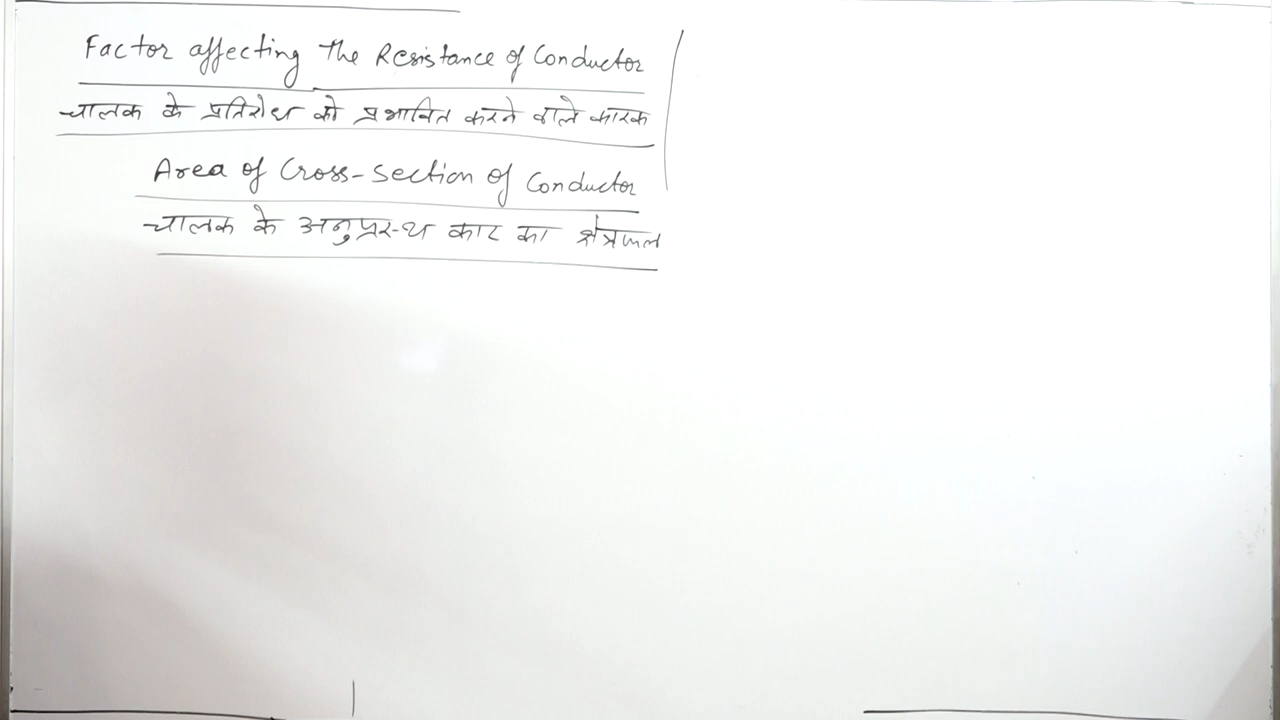 Factor affecting The Resistance of Conductor
चालक के प्रतिरोध को प्रभावित करने वाले कारक
Area of Cross-Section of Conductor
चालक के अनुप्रस्थ काट का क्षेत्रफल